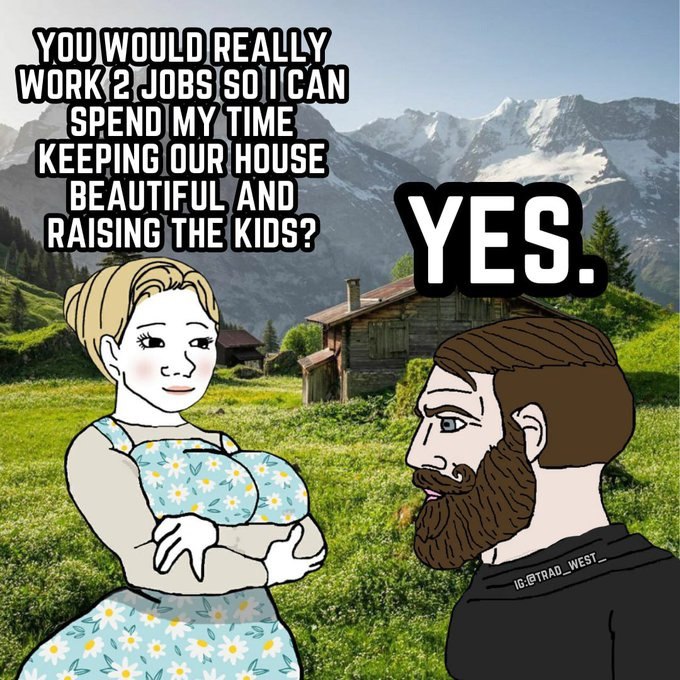 YOU WOULD REALLY
WORK 2 JOBS SO I CAN
SPEND MY TIME
KEEPING OUR HOUSE
BEAUTIFUL AND
RAISING THE KIDS?
YES.
IG:@TRAD_WEST_